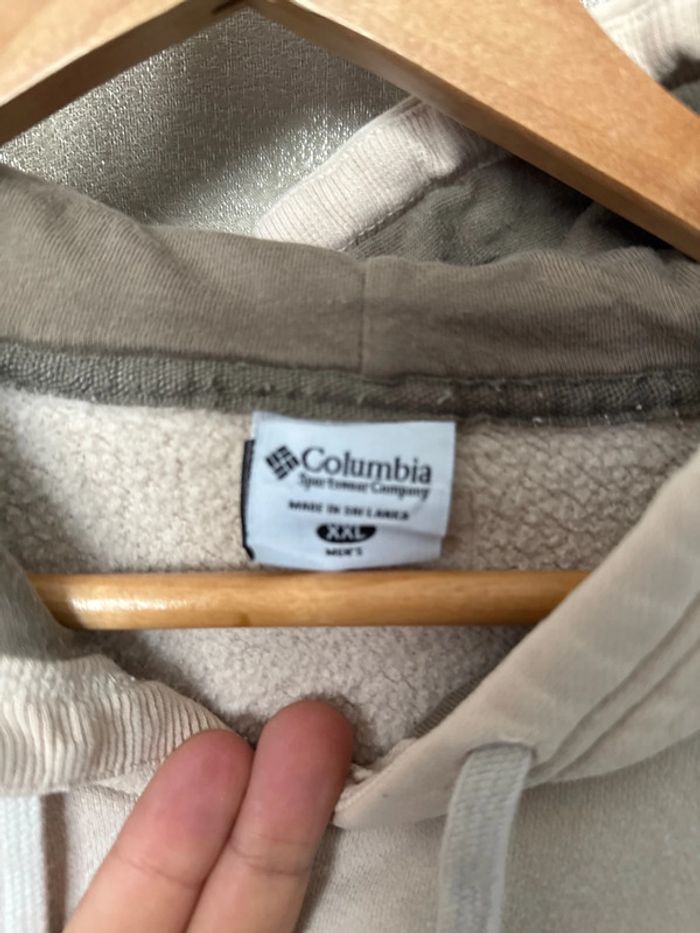 Columbia
Sportswear Company
MADE IN SRI LANKA
XXL
MEN'S